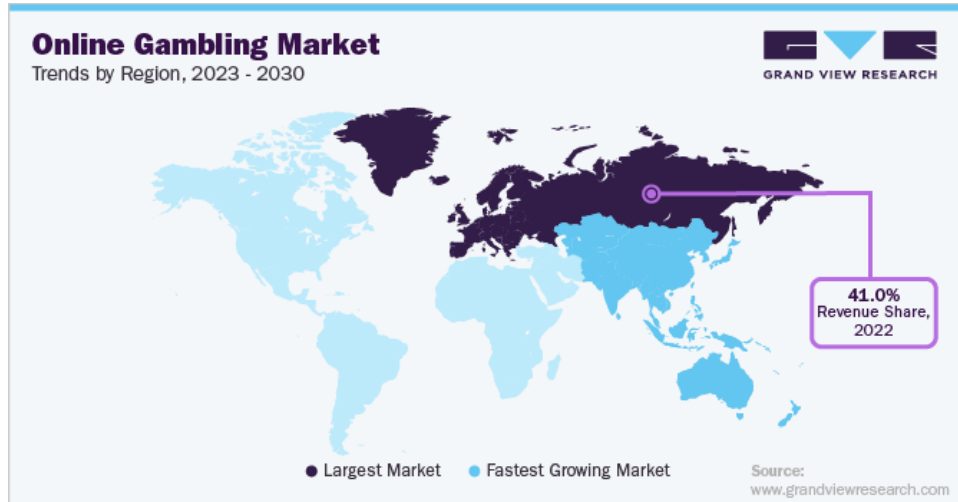 Online Gambling Market
Trends by Region, 2023 - 2030
GRAND VIEW RESEARCH
41.0%
Revenue Share,
2022
Largest Market
Fastest Growing Market
Source:
www.grandviewresearch.com